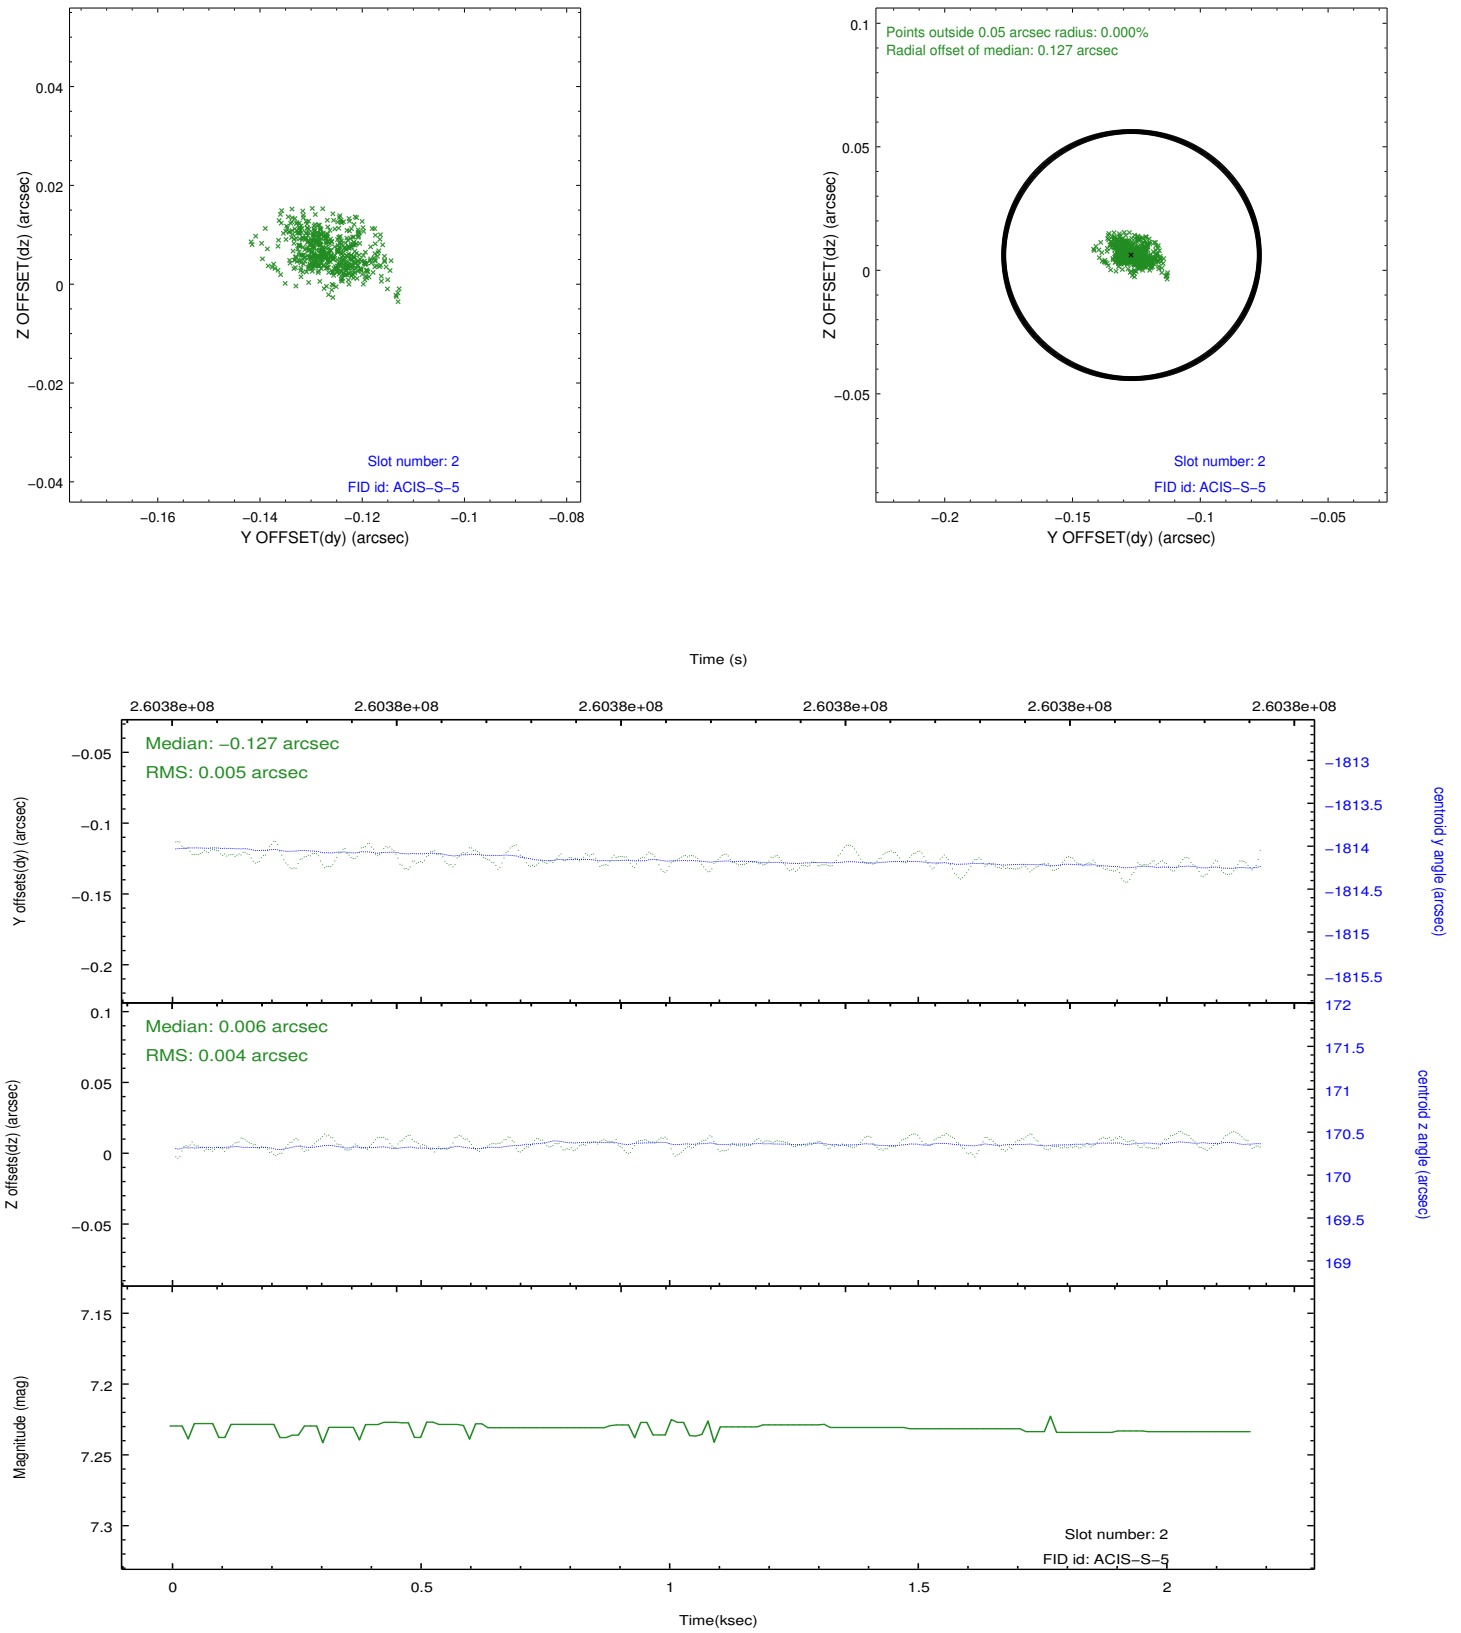 0.04
0.02
0
−0.02
−0.04
Z OFFSET(dz) (arcsec)
Slot number: 2
FID id: ACIS−S−5
−0.16
−0.14
−0.12
−0.1
−0.08
Y OFFSET(dy) (arcsec)
Points outside 0.05 arcsec radius: 0.000%
Radial offset of median: 0.127 arcsec
0.1
0.05
0
−0.05
Z OFFSET(dz) (arcsec)
Slot number: 2
FID id: ACIS−S−5
−0.2
−0.15
−0.1
−0.05
Y OFFSET(dy) (arcsec)
Time (s)
2.6038e+08
2.6038e+08
2.6038e+08
2.6038e+08
2.6038e+08
2.6038e+08
Median: −0.127 arcsec
RMS: 0.005 arcsec
−0.05
−0.1
−0.15
−0.2
Y offsets(dy) (arcsec)
−1813
−1813.5
−1814
−1814.5
−1815
−1815.5
centroid y angle (arcsec)
Median: 0.006 arcsec
RMS: 0.004 arcsec
0.1
0.05
0
−0.05
Z offsets(dz) (arcsec)
172
171.5
171
170.5
170
169.5
169
centroid z angle (arcsec)
7.15
7.2
7.25
7.3
Magnitude (mag)
Slot number: 2
FID id: ACIS−S−5
0
0.5
1
1.5
2
Time(ksec)